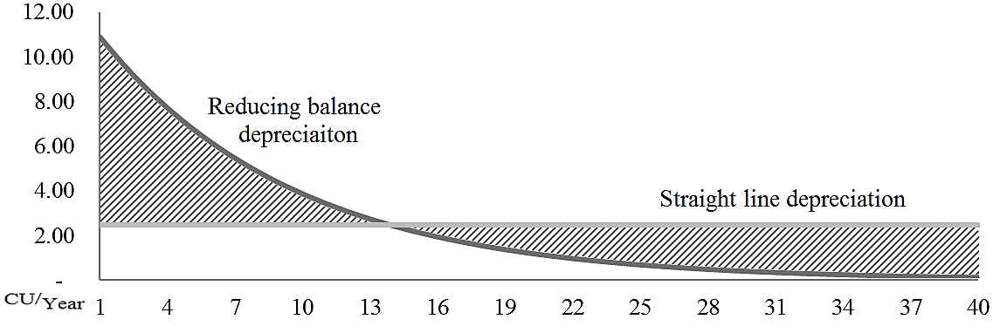 12.00
10.00
8.00
6.00
4.00
2.00
-
Reducing balance
depreciaiton
Straight line depreciation
CU/Year
1 4 7 10 13 16 19 22 25 28 31 34 37 40